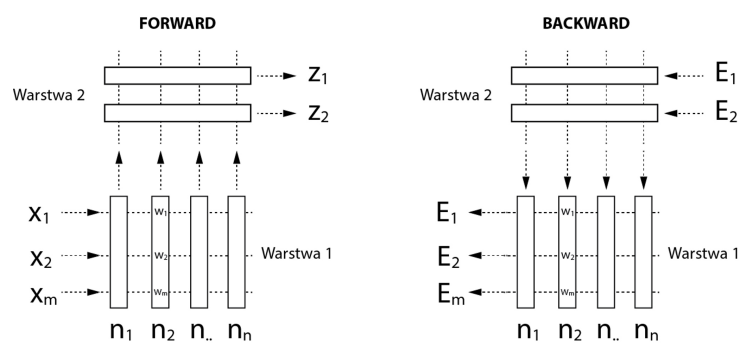 FORWARD
Warstwa 2
z₁
z₂
x₁
x₂
xₘ
w₁
w₂
wₘ
Warstwa 1
n₁ n₂ n.. nₙ
BACKWARD
Warstwa 2
E₁
E₂
E₁
E₂
Eₘ
w₁
w₂
wₘ
Warstwa 1
n₁ n₂ n.. nₙ